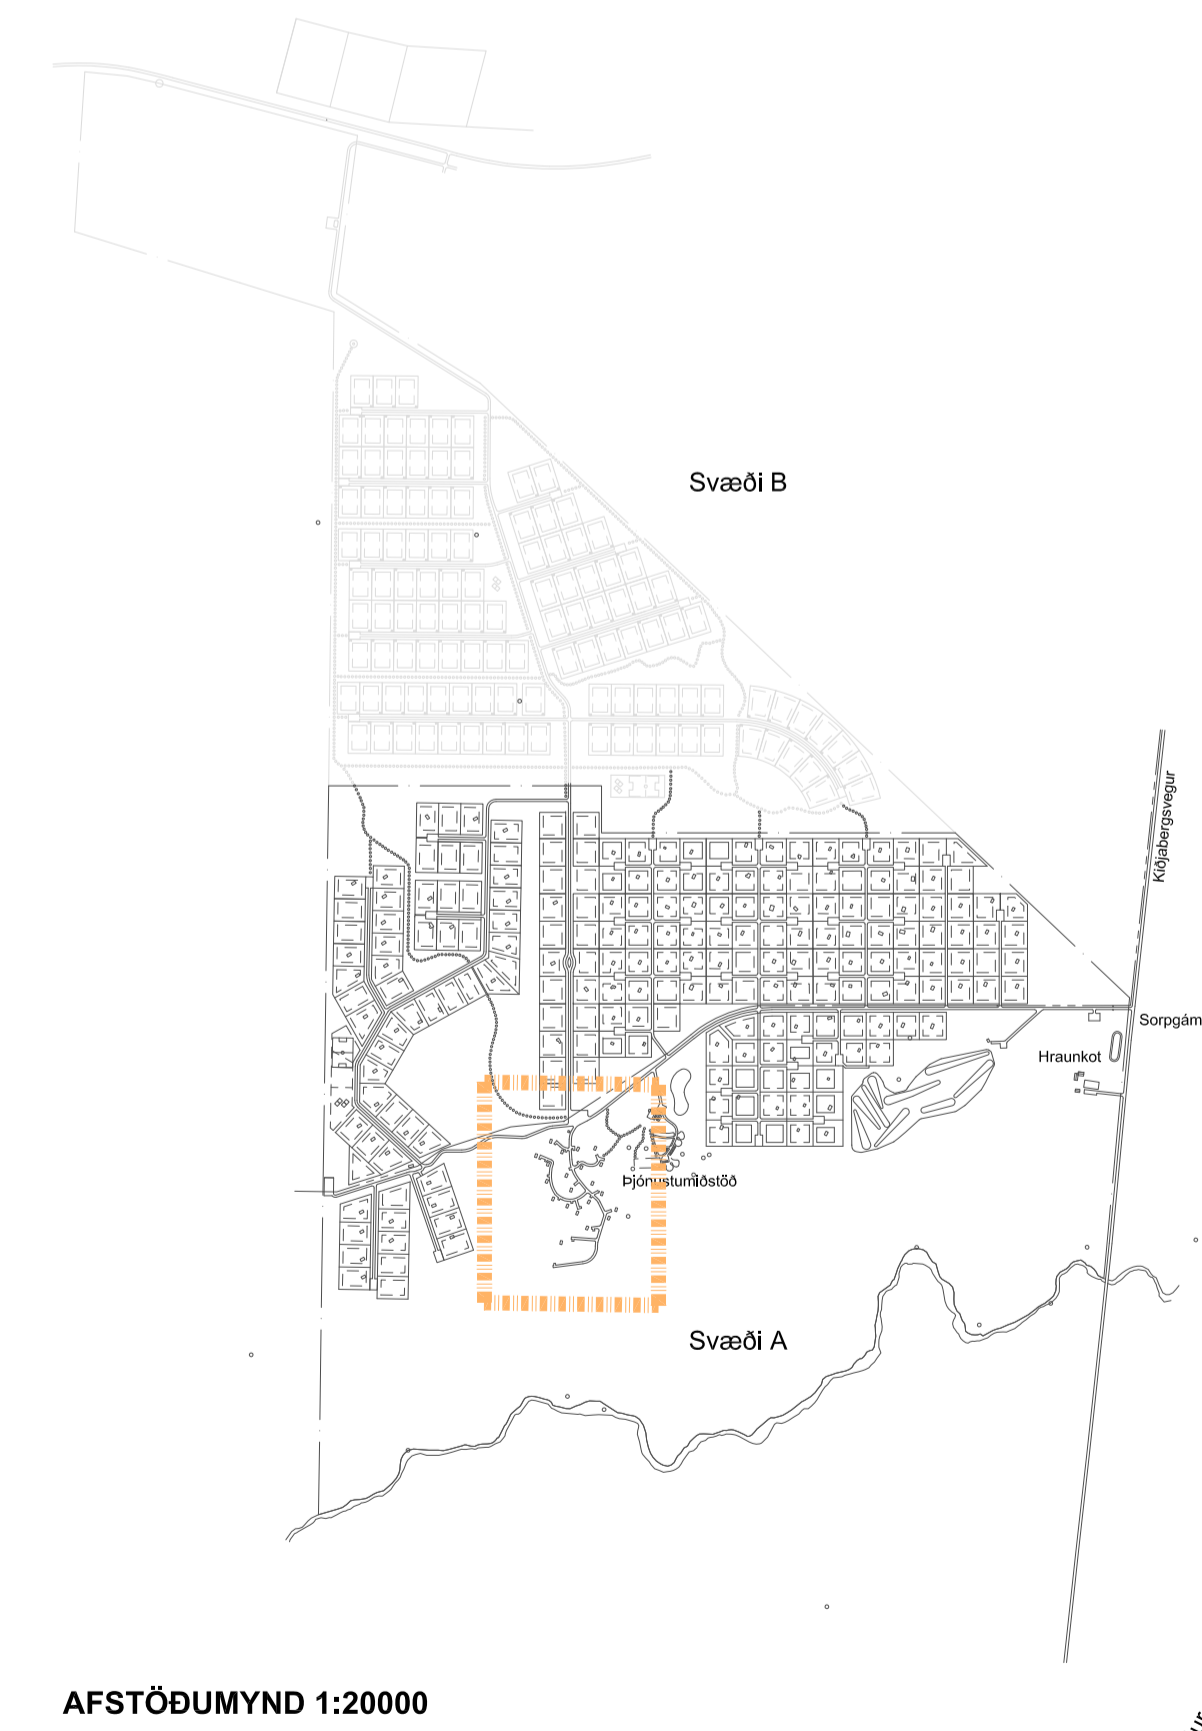 Svæði B
Kiðjabergsvegur
Sorpgám
Hraunkot
Þjónustumiðstöð
Svæði A
AFSTÖÐUMYND 1:20000